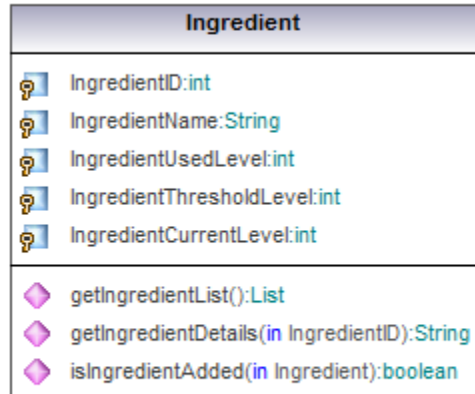 Ingredient
IngredientID:int
IngredientName:String
IngredientUsedLevel:int
IngredientThresholdLevel:int
IngredientCurrentLevel:int
getIngredientList():List
getIngredientDetails(in IngredientID):String
isIngredientAdded(in Ingredient):boolean